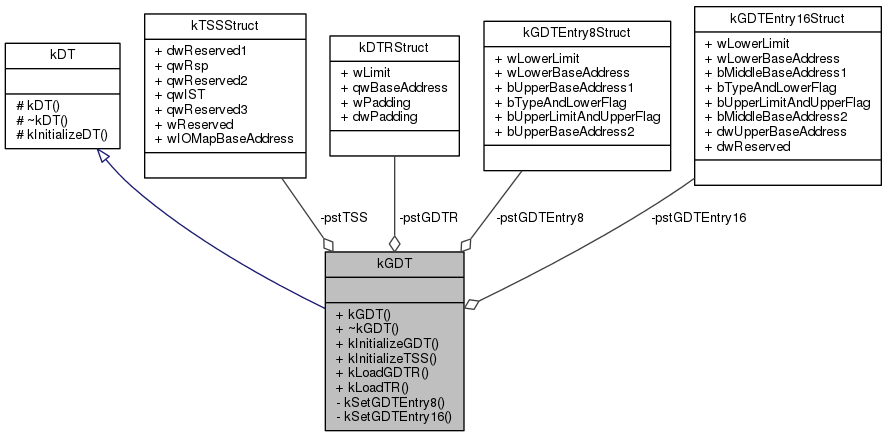 kDT
# kDT()
# ~kDT()
# kInitializeDT()
kTSSStruct
+ dwReserved1
+ qwRsp
+ qwReserved2
+ qwIST
+ qwReserved3
+ wReserved
+ wIOMapBaseAddress
kDTRStruct
+ wLimit
+ qwBaseAddress
+ wPadding
+ dwPadding
kGDTEntry8Struct
+ wLowerLimit
+ wLowerBaseAddress
+ bUpperBaseAddress1
+ bTypeAndLowerFlag
+ bUpperLimitAndUpperFlag
+ bUpperBaseAddress2
kGDTEntry16Struct
+ wLowerLimit
+ wLowerBaseAddress
+ bMiddleBaseAddress1
+ bTypeAndLowerFlag
+ bUpperLimitAndUpperFlag
+ bMiddleBaseAddress2
+ dwUpperBaseAddress
+ dwReserved
-pstTSS
-pstGDTR
-pstGDTEntry8
-pstGDTEntry16
kGDT
+ kGDT()
+ ~kGDT()
+ kInitializeGDT()
+ kInitializeTSS()
+ kLoadGDTR()
+ kLoadTR()
- kSetGDTEntry8()
- kSetGDTEntry16()